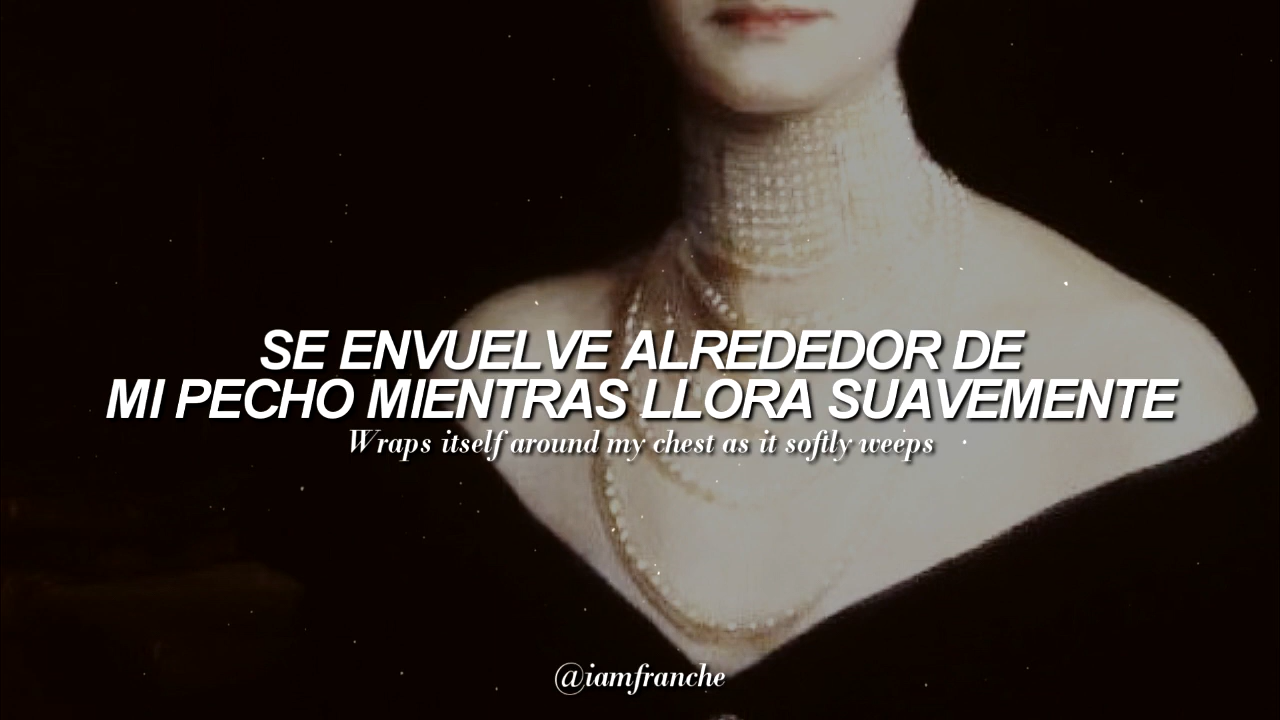 SE ENVUELVE ALREDEDOR DE
MI PECHO MIENTRAS LLORA SUAVEMENTE
Wraps itself around my chest as it softly weeps
@iamfranche